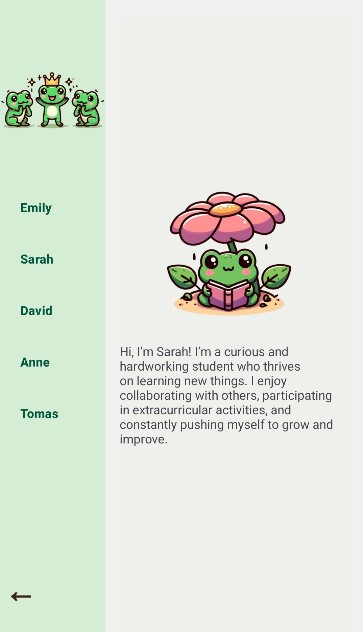 Emily
Sarah
David
Anne
Tomas
Hi, I'm Sarah! I'm a curious and
hardworking student who thrives
on learning new things. I enjoy
collaborating with others, participating
in extracurricular activities, and
constantly pushing myself to grow and
improve.